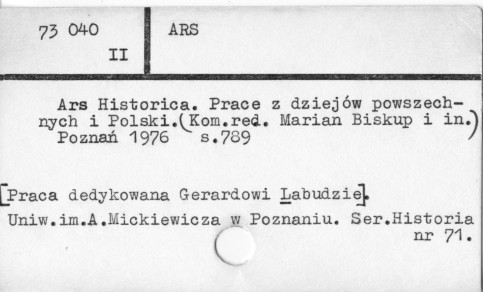 73 040 ARS
II
Ars Historica. Prace z dziejów powszech-
nych i Polski.(Kom.red. Marian Biskup i in.)
Poznań 1976 s.789
[Praca dedykowana Gerardowi Labudzie].
Uniw.im.A.Mickiewicza w Poznaniu. Ser.Historia
nr 71.